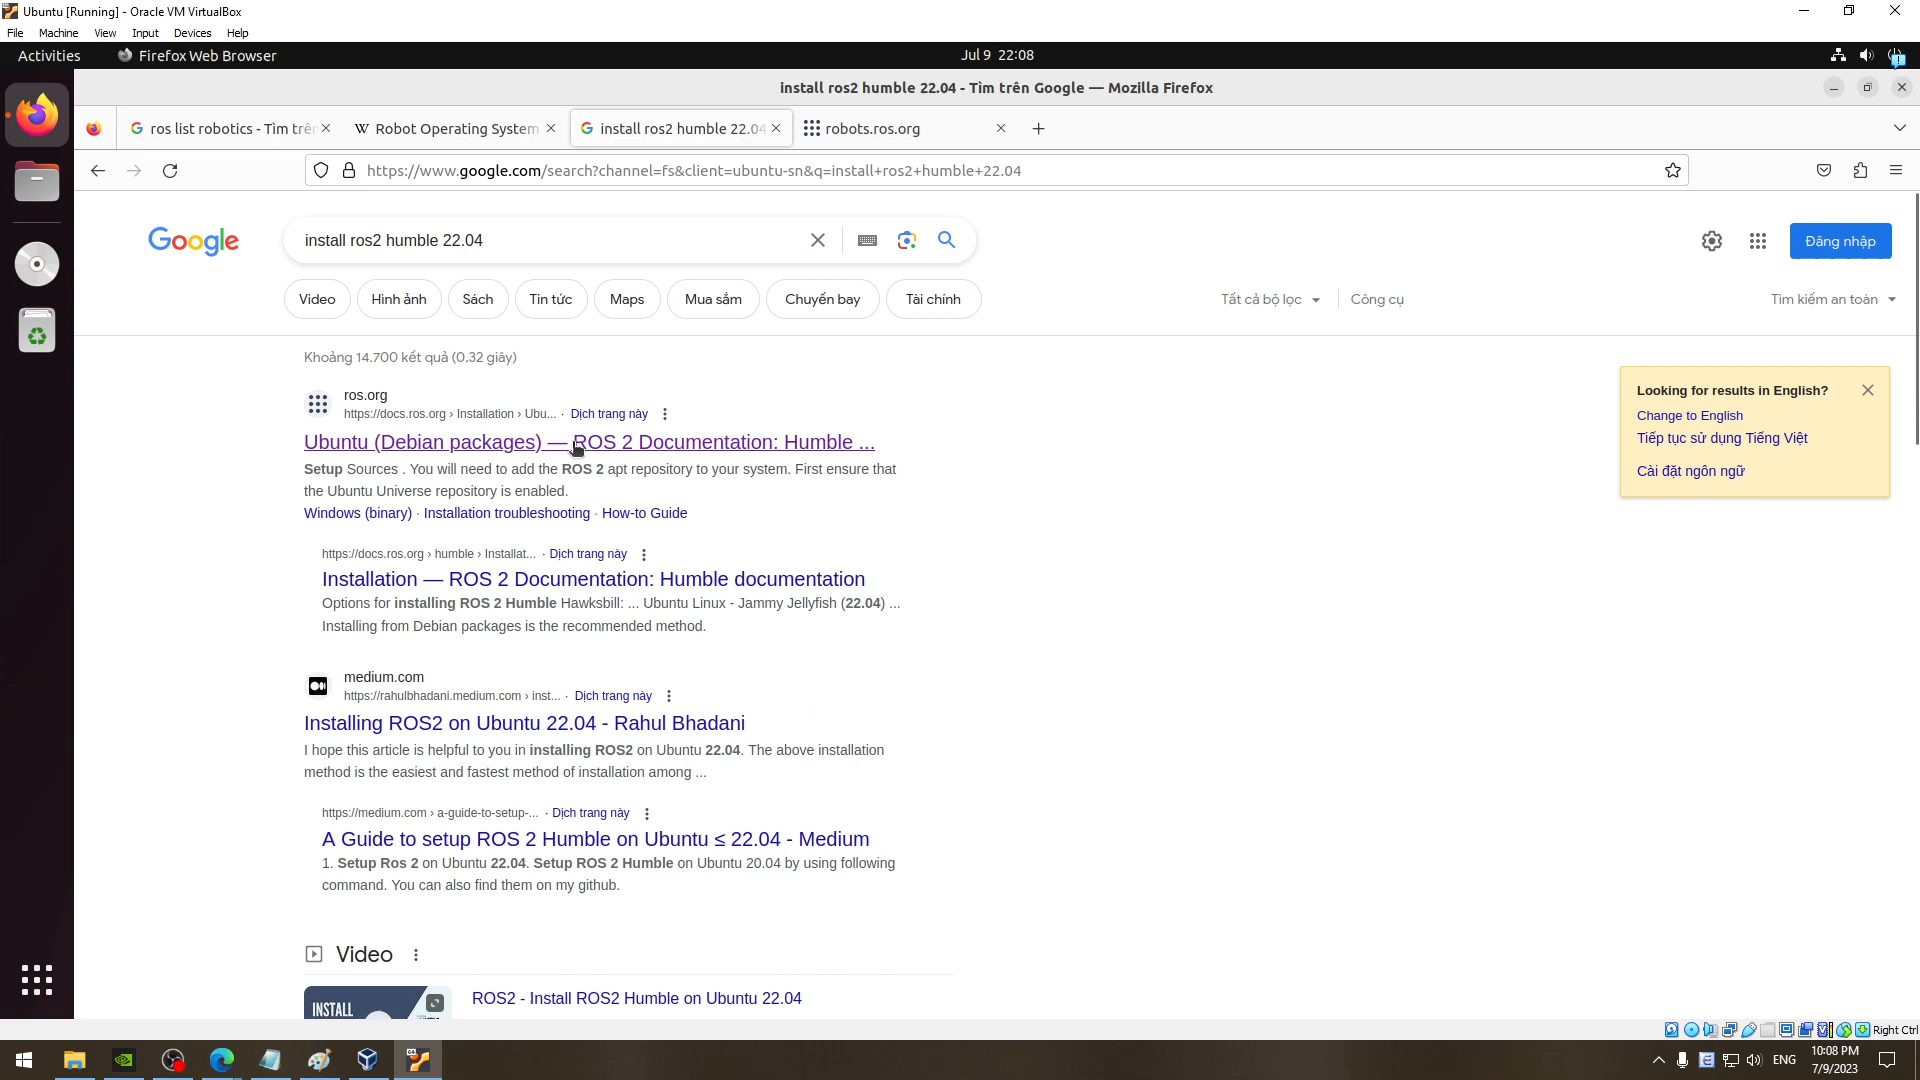 Ubuntu [Running] - Oracle VM VirtualBox
File Machine View Input Devices Help
Activities Firefox Web Browser Jul 9 22:08
install ros2 humble 22.04 - Tìm trên Google — Mozilla Firefox
ros list robotics - Tìm trên Robot Operating System install ros2 humble 22.04 robots.ros.org
https://www.google.com/search?channel=fs&client=ubuntu-sn&q=install+ros2+humble+22.04
Google install ros2 humble 22.04 Đăng nhập
Video Hình ảnh Sách Tin tức Maps Mua sắm Chuyến bay Tài chính Tất cả bộ lọc Công cụ Tìm kiếm an toàn
Khoảng 14.700 kết quả (0,32 giây)
ros.org
https://docs.ros.org › Installation › Ubu... · Dịch trang này
Ubuntu (Debian packages) — ROS 2 Documentation: Humble ...
Setup Sources . You will need to add the ROS 2 apt repository to your system. First ensure that
the Ubuntu Universe repository is enabled.
Windows (binary) · Installation troubleshooting · How-to Guide
https://docs.ros.org › humble › Installat... · Dịch trang này
Installation — ROS 2 Documentation: Humble documentation
Options for installing ROS 2 Humble Hawksbill: ... Ubuntu Linux - Jammy Jellyfish (22.04) ...
Installing from Debian packages is the recommended method.
medium.com
https://rahulbhadani.medium.com › inst... · Dịch trang này
Installing ROS2 on Ubuntu 22.04 - Rahul Bhadani
I hope this article is helpful to you in installing ROS2 on Ubuntu 22.04. The above installation
method is the easiest and fastest method of installation among ...
https://medium.com › a-guide-to-setup-... · Dịch trang này
A Guide to setup ROS 2 Humble on Ubuntu ≤ 22.04 - Medium
1. Setup Ros 2 on Ubuntu 22.04. Setup ROS 2 Humble on Ubuntu 20.04 by using following
command. You can also find them on my github.
Video
INSTALL
ROS2 - Install ROS2 Humble on Ubuntu 22.04
Looking for results in English?
Change to English
Tiếp tục sử dụng Tiếng Việt
Cài đặt ngôn ngữ
Right Ctrl
ENG
10:08 PM
7/9/2023